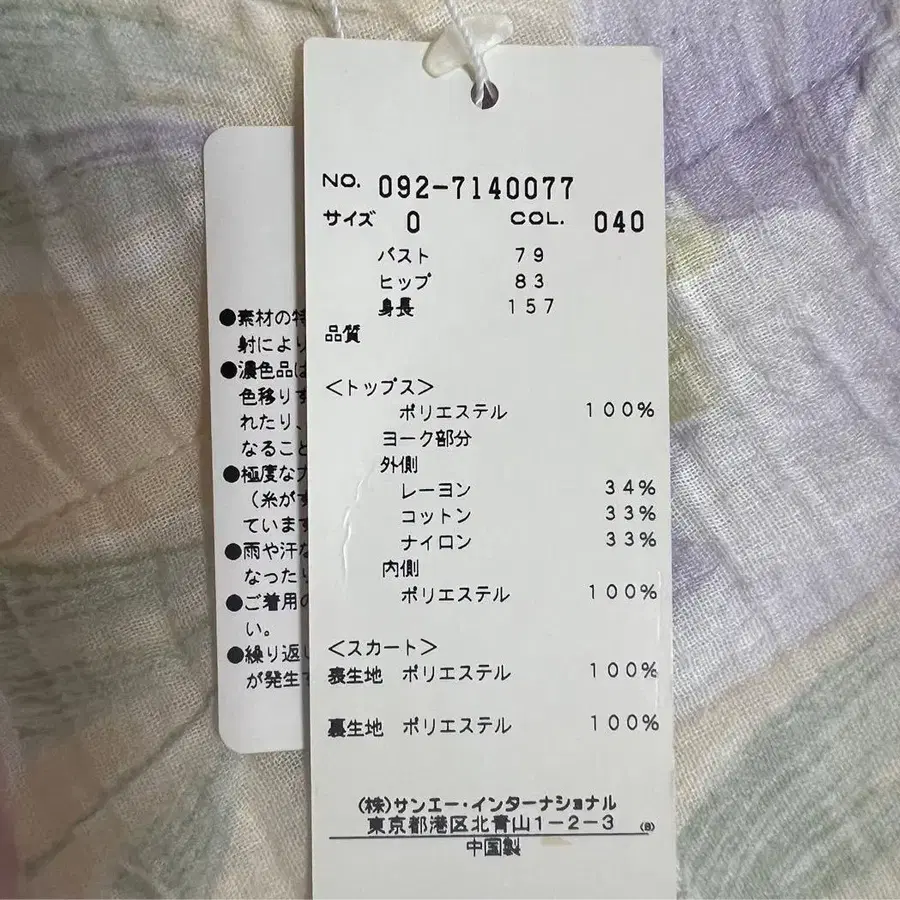 NO. 092-7140077
サイズ 0 COL. 040
バスト 79
ヒップ 83
身長 157
品質
<トップス>
ポリエステル 100%
ヨーク部分
外側
レーヨン 34%
コットン 33%
ナイロン 33%
内側
ポリエステル 100%
<スカート>
表生地 ポリエステル 100%
裏生地 ポリエステル 100%
(株)サンエー・インターナショナル
東京都港区北青山1-2-3 (B)
中国製
●素材の特
射により
●濃色品は
色移りす
れたり、
なること
●極度な
(糸がす
ています
●雨や汗な
なったり
●ご着用の
い。
●繰り返し
が発生